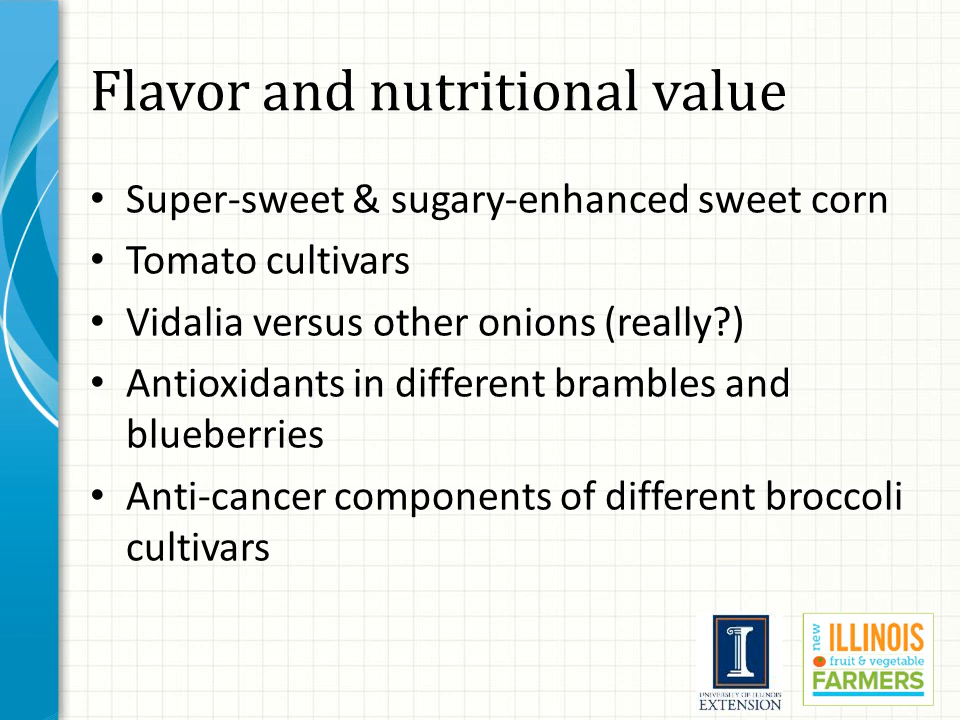 Flavor and nutritional value
• Super-sweet & sugary-enhanced sweet corn
• Tomato cultivars
• Vidalia versus other onions (really?)
• Antioxidants in different brambles and
blueberries
• Anti-cancer components of different broccoli
cultivars
I
UNIVERSITY OF ILLINOIS
EXTENSION
new
ILLINOIS
fruit & vegetable
FARMERS